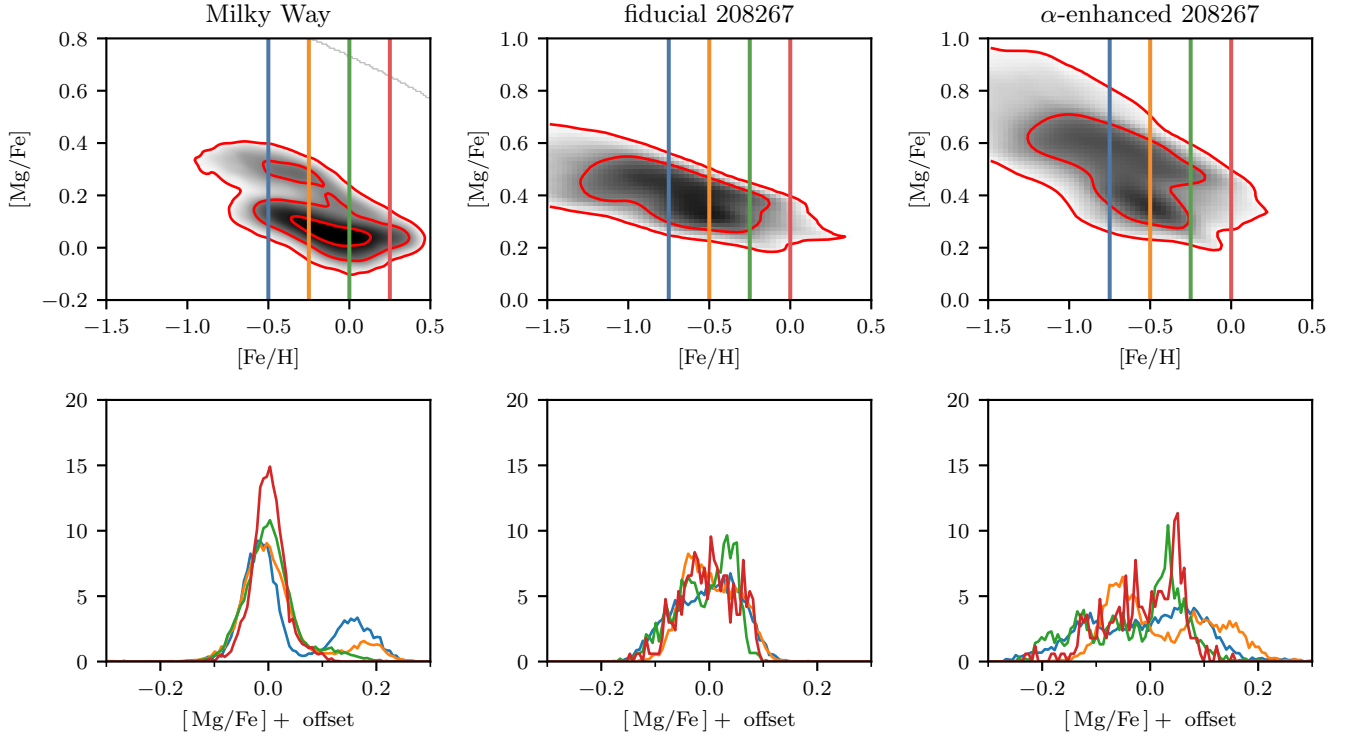 Milky Way
fiducial 208267
α-enhanced 208267
0.8
0.6
0.4
0.2
0.0
−0.2
[Mg/Fe]
−1.5 −1.0 −0.5 0.0 0.5
[Fe/H]
1.0
0.8
0.6
0.4
0.2
0.0
[Mg/Fe]
−1.5 −1.0 −0.5 0.0 0.5
[Fe/H]
1.0
0.8
0.6
0.4
0.2
0.0
[Mg/Fe]
−1.5 −1.0 −0.5 0.0 0.5
[Fe/H]
20
15
10
5
0
−0.2 0.0 0.2
[Mg/Fe] + offset
20
15
10
5
0
−0.2 0.0 0.2
[Mg/Fe] + offset
20
15
10
5
0
−0.2 0.0 0.2
[Mg/Fe] + offset